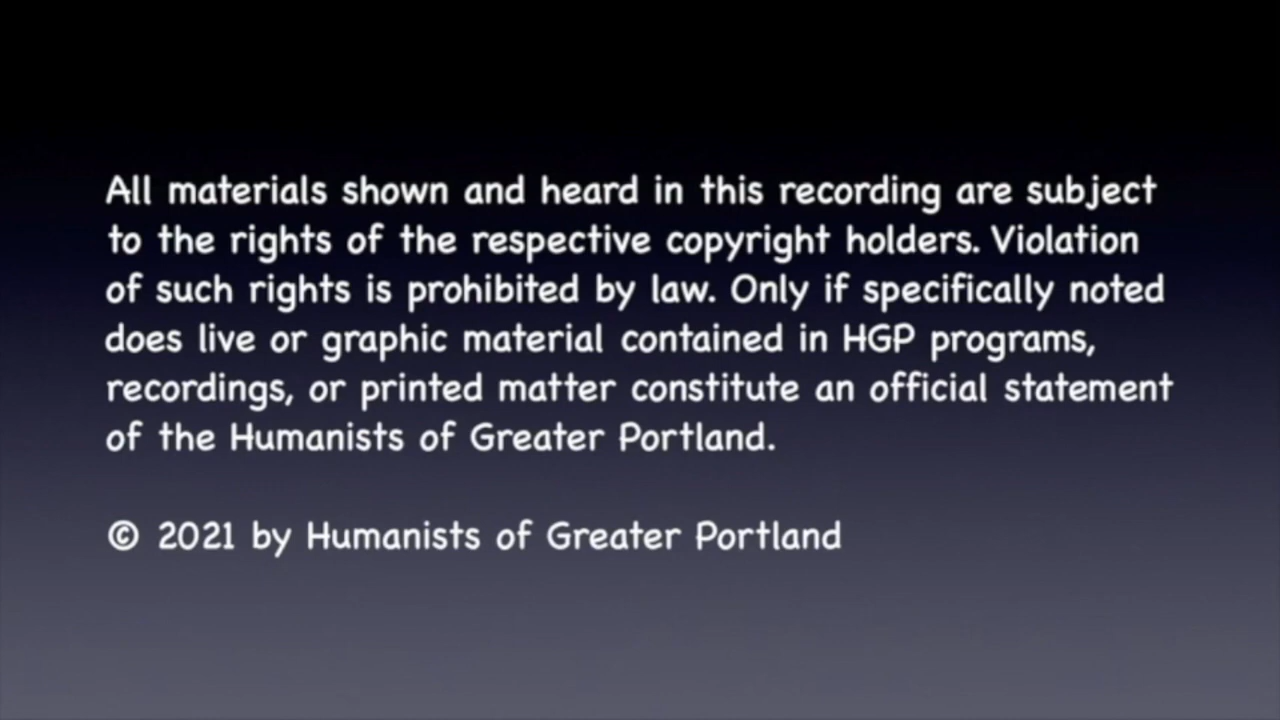 All materials shown and heard in this recording are subject
to the rights of the respective copyright holders. Violation
of such rights is prohibited by law. Only if specifically noted
does live or graphic material contained in HGP programs,
recordings, or printed matter constitute an official statement
of the Humanists of Greater Portland.
© 2021 by Humanists of Greater Portland